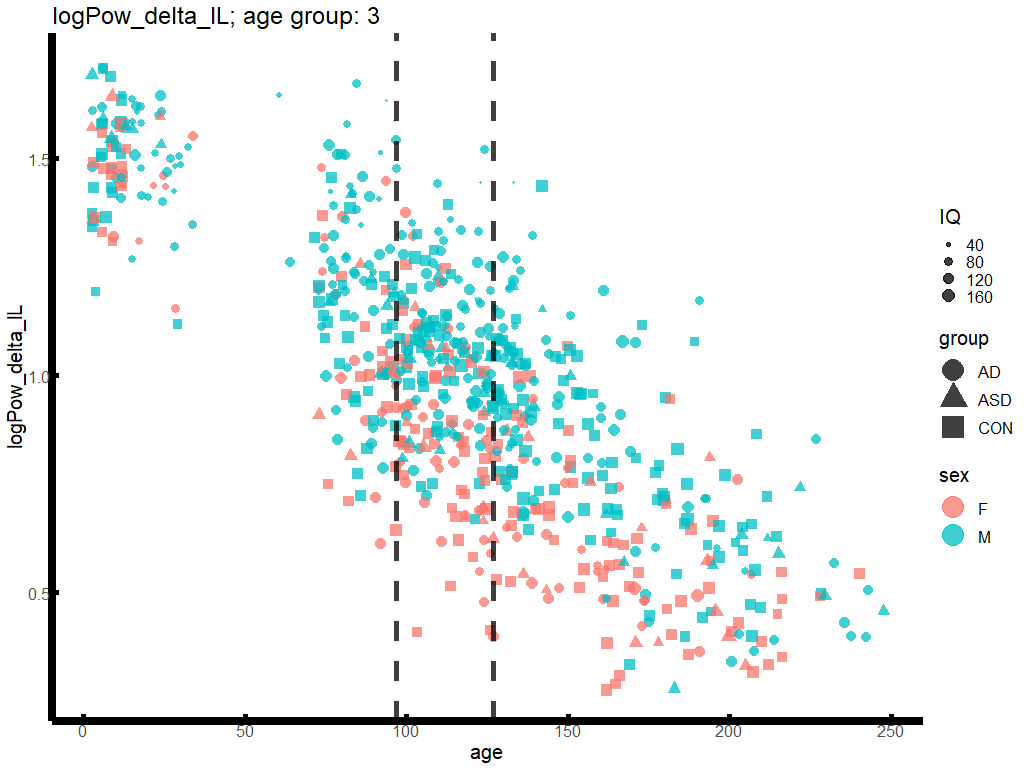 logPow_delta_IL; age group: 3
logPow_delta_IL
1.5
1.0
0.5
0
50
100
150
200
250
age
IQ
40
80
120
160
group
AD
ASD
CON
sex
F
M